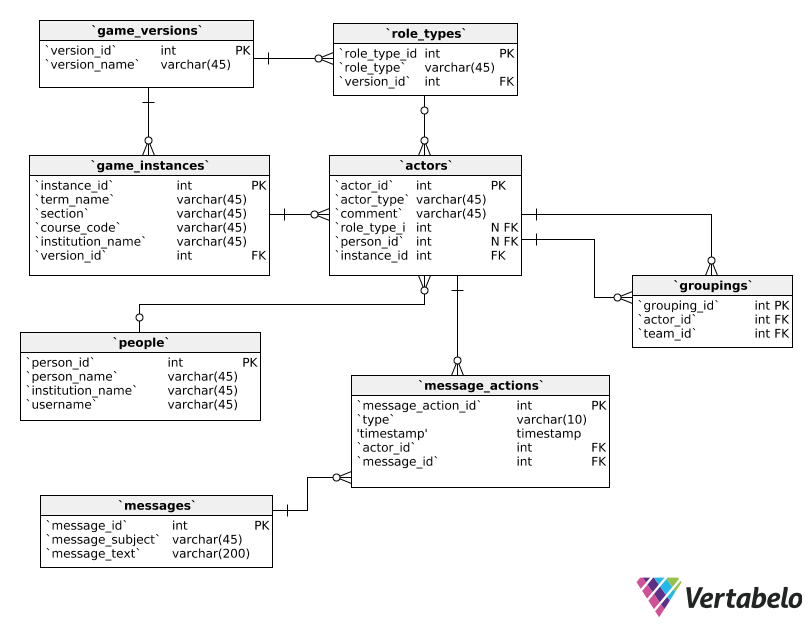 `game_versions`
`version_id` int PK
`version_name` varchar(45)
`role_types`
`role_type_id int PK
`role_type` varchar(45)
`version_id` int FK
`game_instances`
`instance_id` int PK
`term_name` varchar(45)
`section` varchar(45)
`course_code` varchar(45)
`institution_name` varchar(45)
`version_id` int FK
`actors`
`actor_id` int PK
`actor_type` varchar(45)
`comment` varchar(45)
`role_type_i int N FK
`person_id` int N FK
`instance_id int FK
`groupings`
`grouping_id` int PK
`actor_id` int FK
`team_id` int FK
`people`
`person_id` int PK
`person_name` varchar(45)
`institution_name` varchar(45)
`username` varchar(45)
`message_actions`
`message_action_id` int PK
`type` varchar(10)
'timestamp' timestamp
`actor_id` int FK
`message_id` int FK
`messages`
`message_id` int PK
`message_subject` varchar(45)
`message_text` varchar(200)
Vertabelo